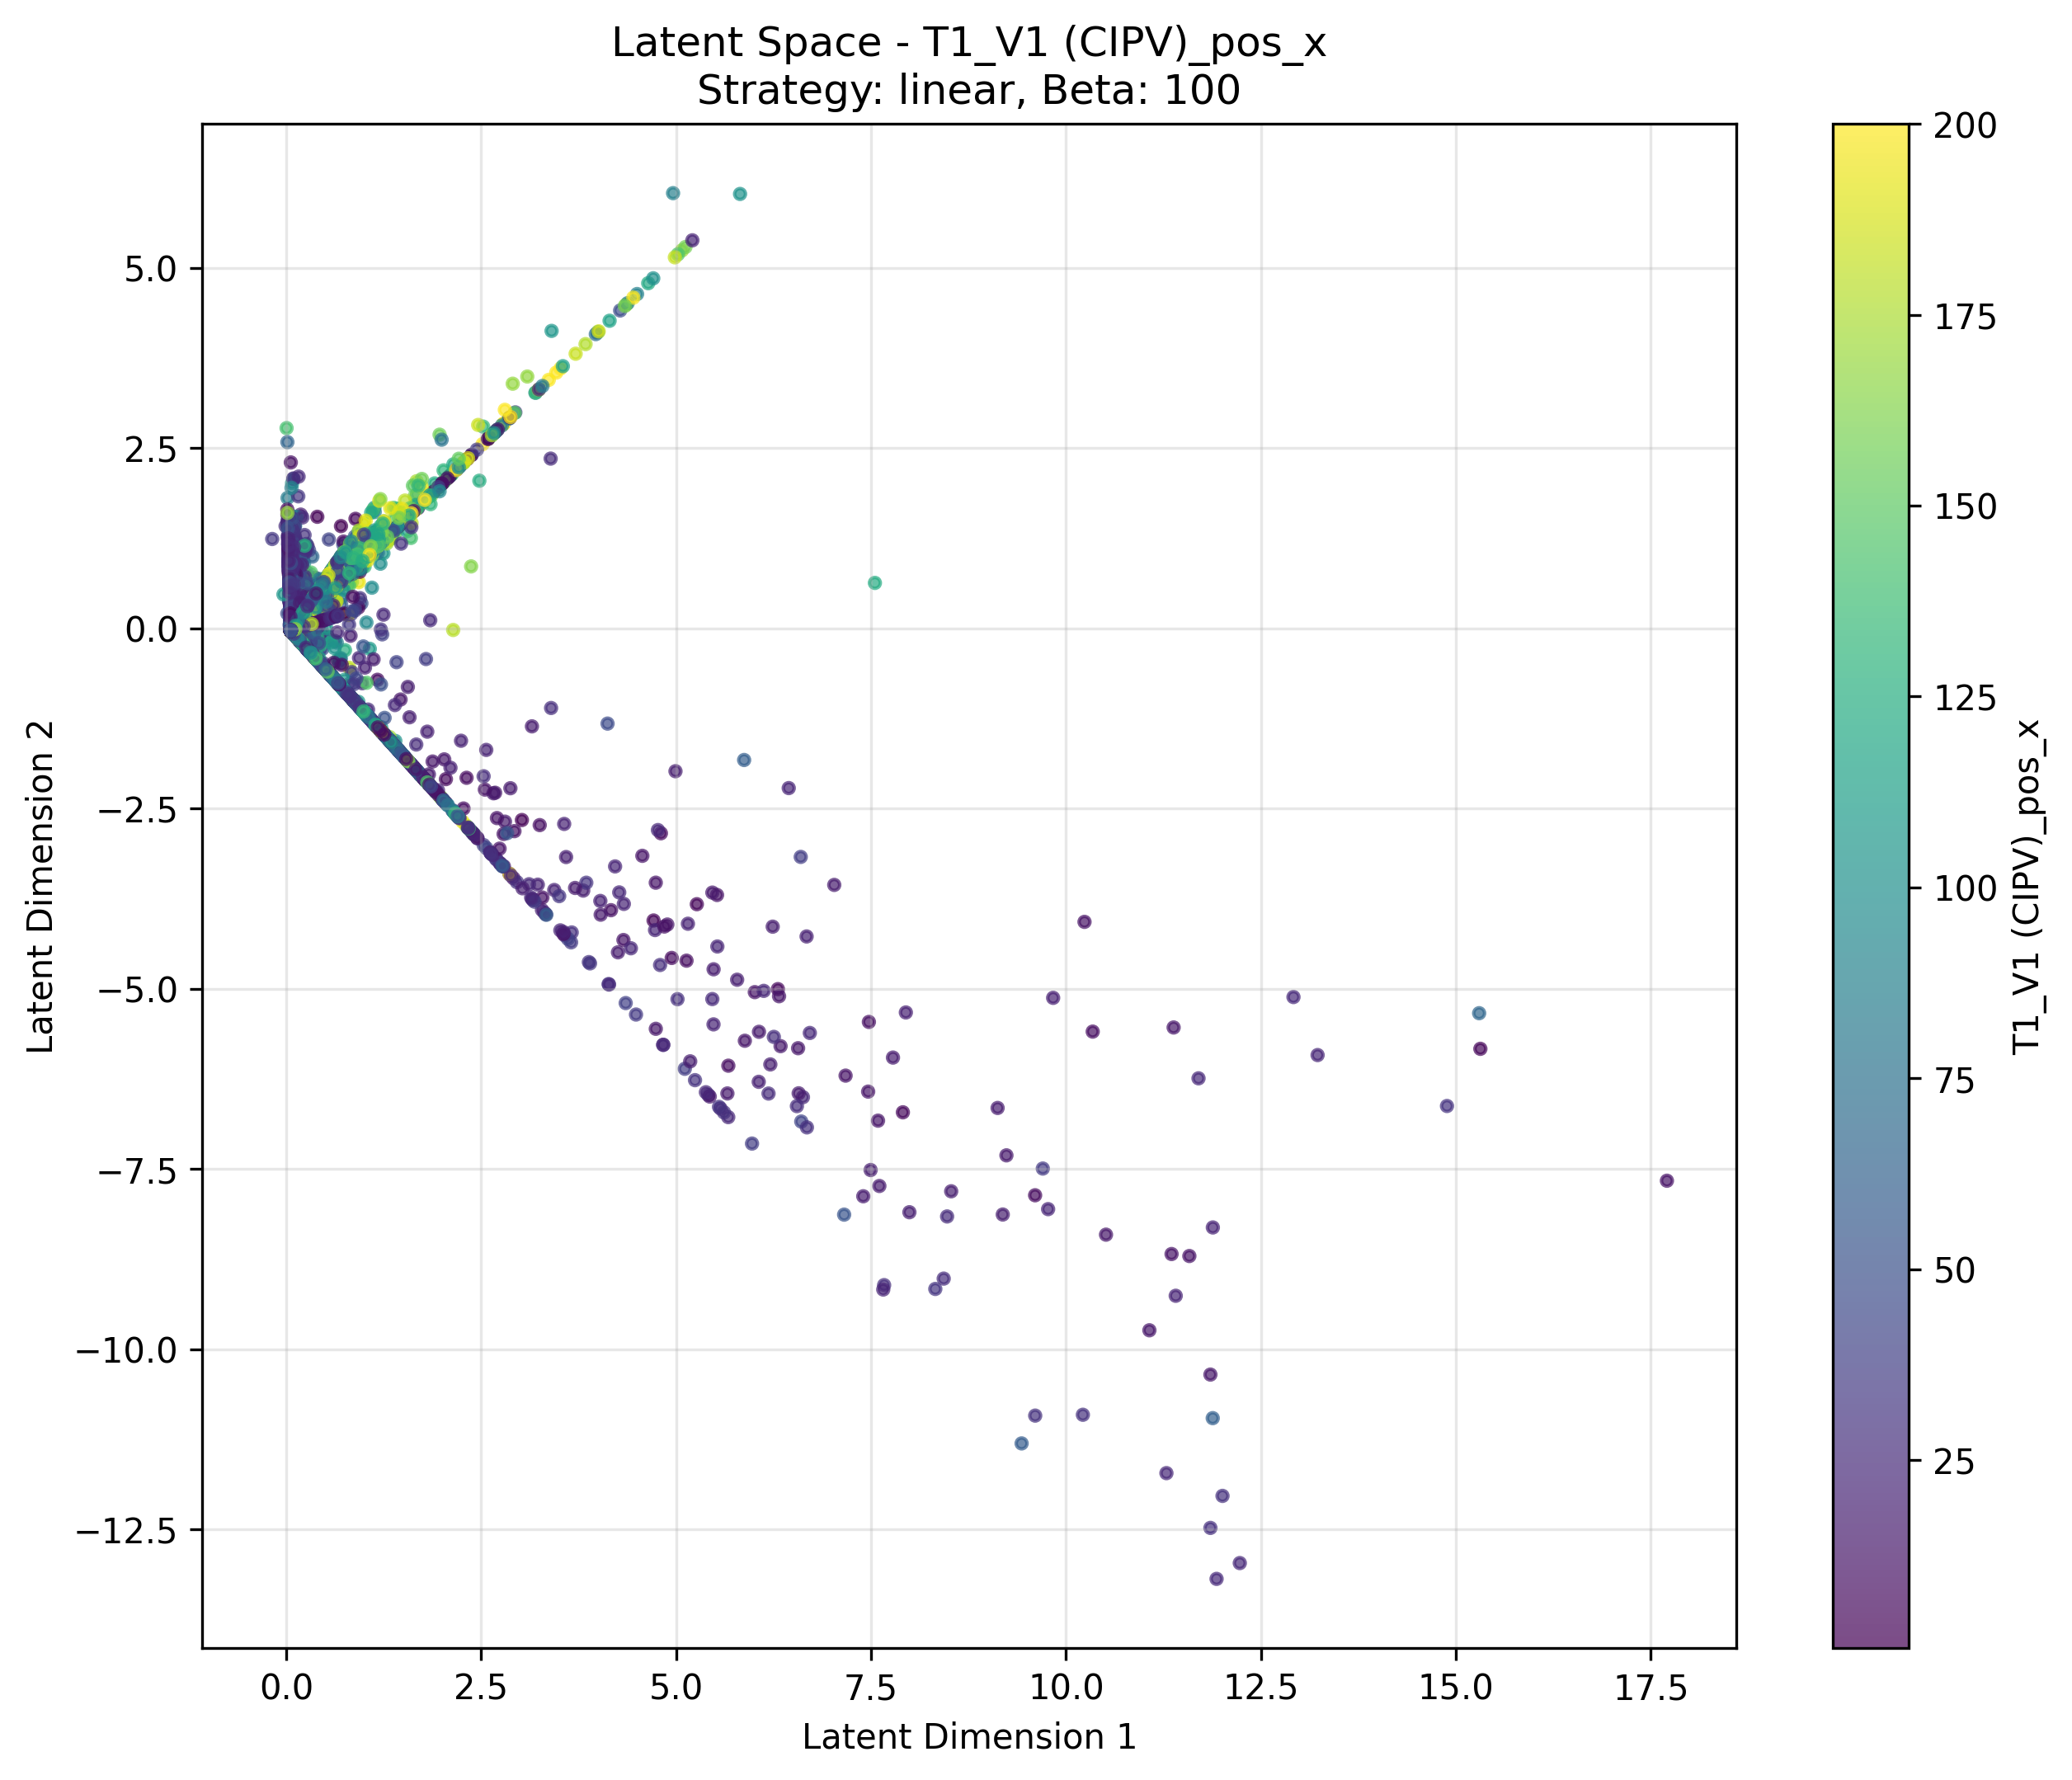 Latent Space - T1_V1 (CIPV)_pos_x
Strategy: linear, Beta: 100
5.0
2.5
0.0
−2.5
−5.0
−7.5
−10.0
−12.5
Latent Dimension 2
0.0 2.5 5.0 7.5 10.0 12.5 15.0 17.5
Latent Dimension 1
200
175
150
125
100
75
50
25
T1_V1 (CIPV)_pos_x